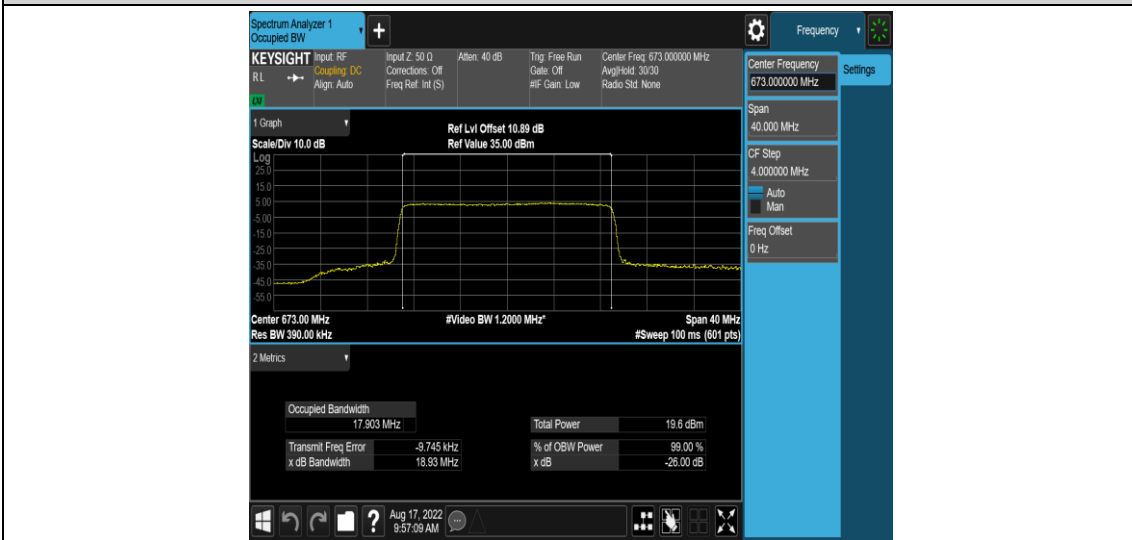 Spectrum Analyzer 1
Occupied BW
+
Frequency
KEYSIGHT Input: RF Input Z: 50 Ω Atten: 40 dB Trig: Free Run Center Freq: 673.000000 MHz
RL Coupling: DC Corrections: Off Gate: Off Avg|Hold: 30/30
Align: Auto Freq Ref: Int (S) #IF Gain: Low Radio Std: None
LXI
Center Frequency
673.000000 MHz
Settings
Span
40.000 MHz
CF Step
4.000000 MHz
Auto
Man
Freq Offset
0 Hz
1 Graph
Ref Lvl Offset 10.89 dB
Scale/Div 10.0 dB Ref Value 35.00 dBm
Log
25.0
15.0
5.00
-5.00
-15.0
-25.0
-35.0
-45.0
-55.0
Center 673.00 MHz #Video BW 1.2000 MHz* Span 40 MHz
Res BW 390.00 kHz #Sweep 100 ms (601 pts)
2 Metrics
Occupied Bandwidth
17.903 MHz
Total Power 19.6 dBm
Transmit Freq Error -9.745 kHz % of OBW Power 99.00 %
x dB Bandwidth 18.93 MHz x dB -26.00 dB
? Aug 17, 2022
9:57:09 AM